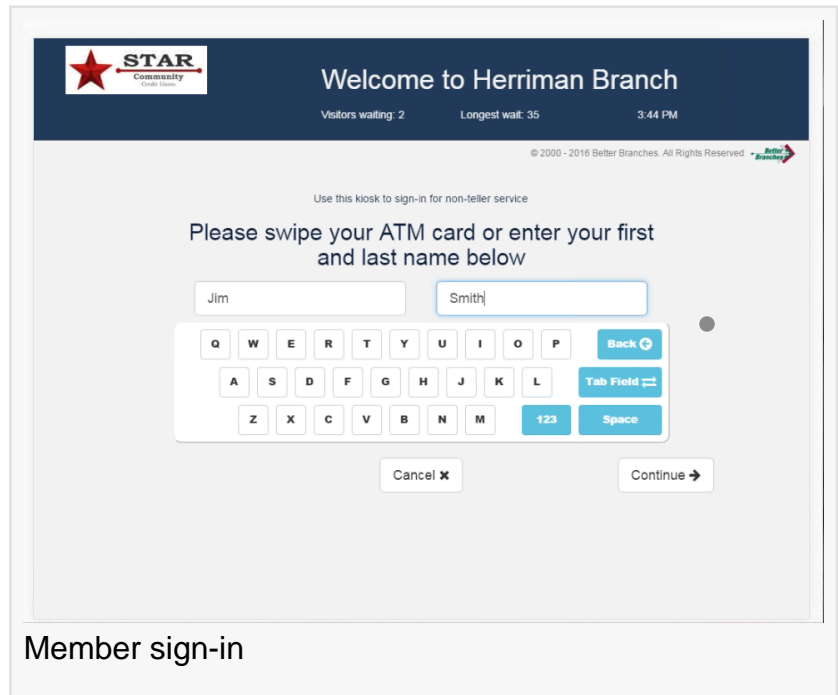 STAR
Community
Credit Union
Welcome to Herriman Branch
Visitors waiting: 2 Longest wait: 35 3:44 PM
© 2000 - 2016 Better Branches. All Rights Reserved
Better
Branches
Use this kiosk to sign-in for non-teller service
Please swipe your ATM card or enter your first
and last name below
Jim Smith
Q W E R T Y U I O P Back
A S D F G H J K L Tab Field
Z X C V B N M 123 Space
Cancel Continue
Member sign-in